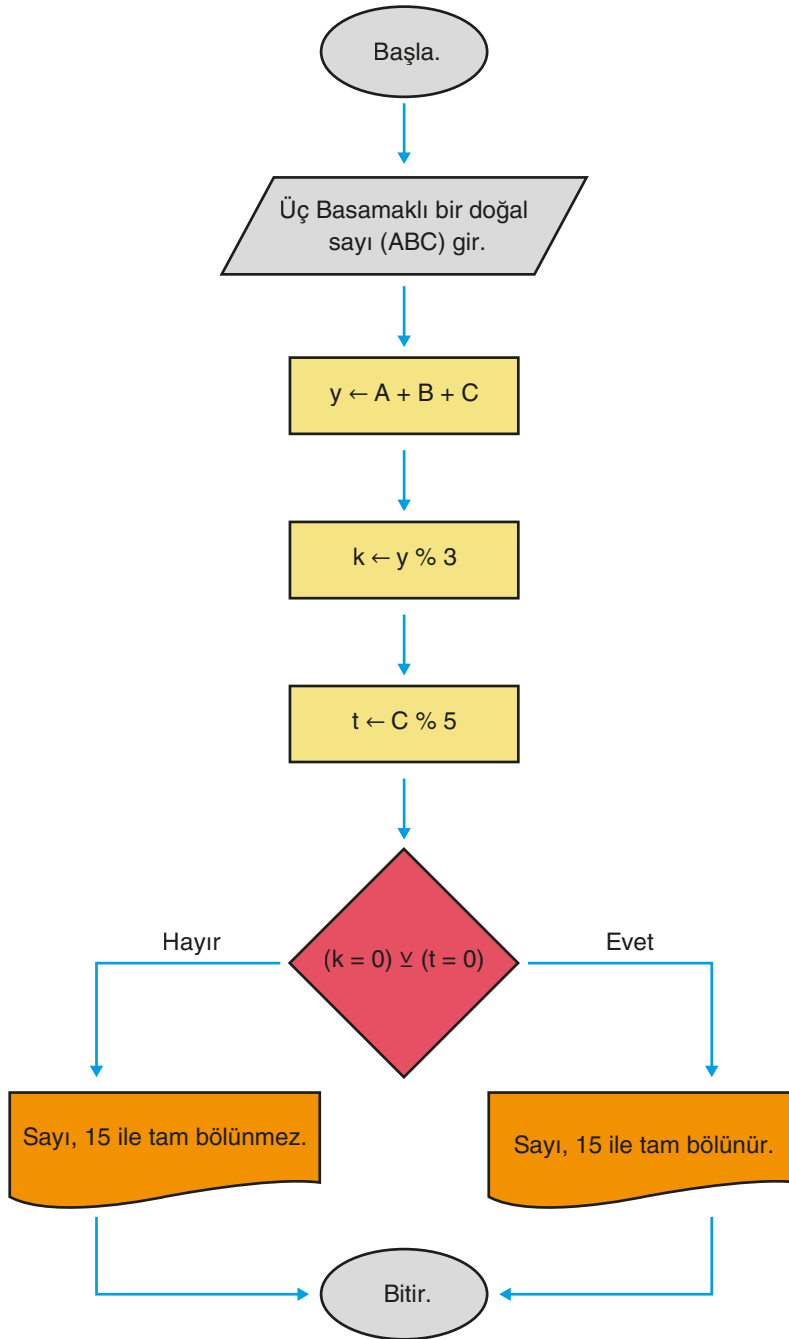 Başla.
Üç Basamaklı bir doğal
sayı (ABC) gir.
y ← A + B + C
k ← y % 3
t ← C % 5
(k = 0) ⊻ (t = 0)
Hayır
Evet
Sayı, 15 ile tam bölünmez.
Sayı, 15 ile tam bölünür.
Bitir.